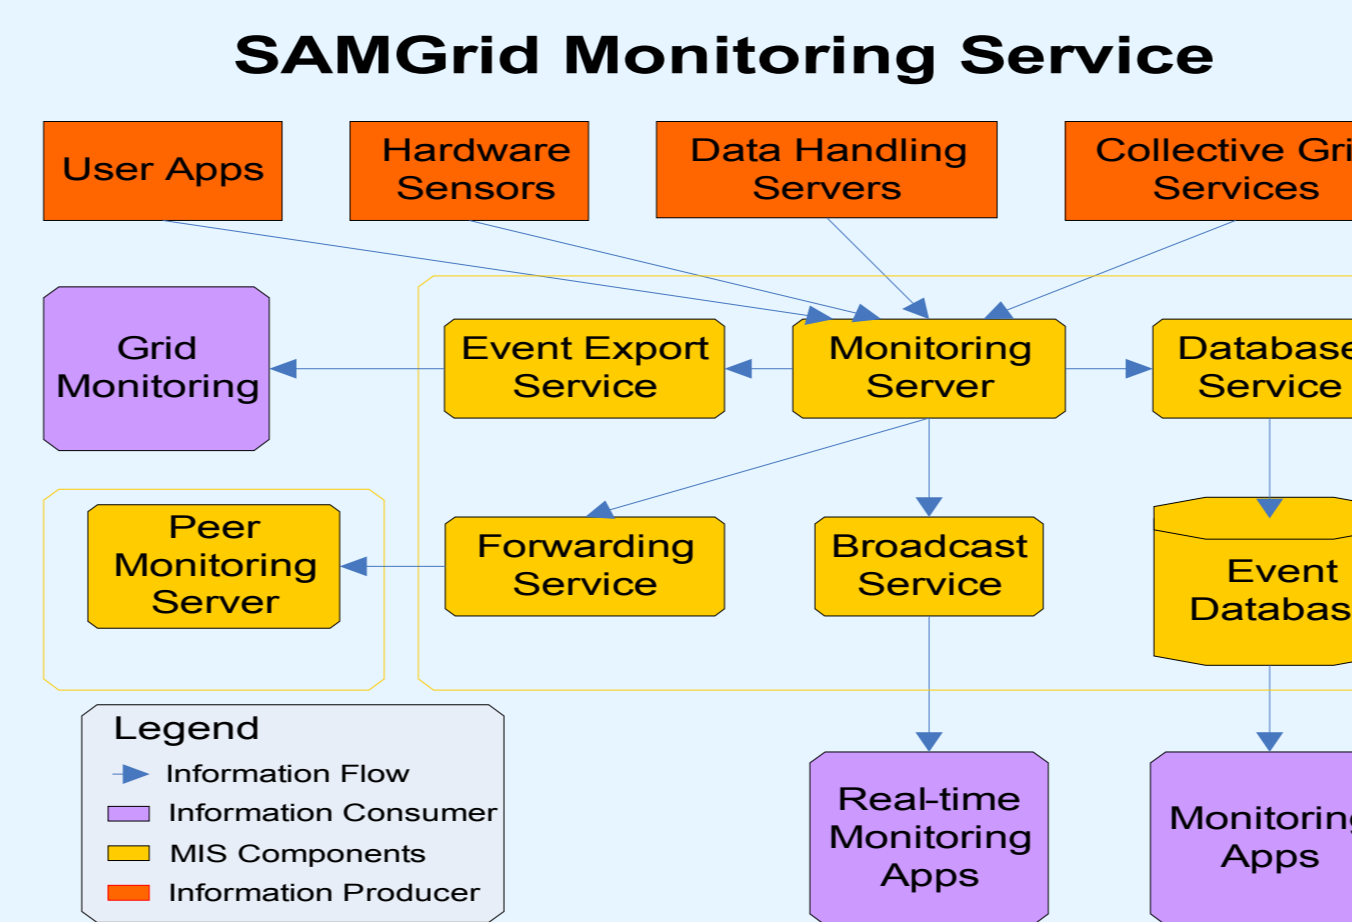 SAMGrid Monitoring Service
User Apps
Hardware
Sensors
Data Handling
Servers
Collective Gri
Services
Grid
Monitoring
Event Export
Service
Monitoring
Server
Database
Service
Peer
Monitoring
Server
Forwarding
Service
Broadcast
Service
Event
Databas
Legend
Information Flow
Information Consumer
MIS Components
Information Producer
Real-time
Monitoring
Apps
Monitoring
Apps